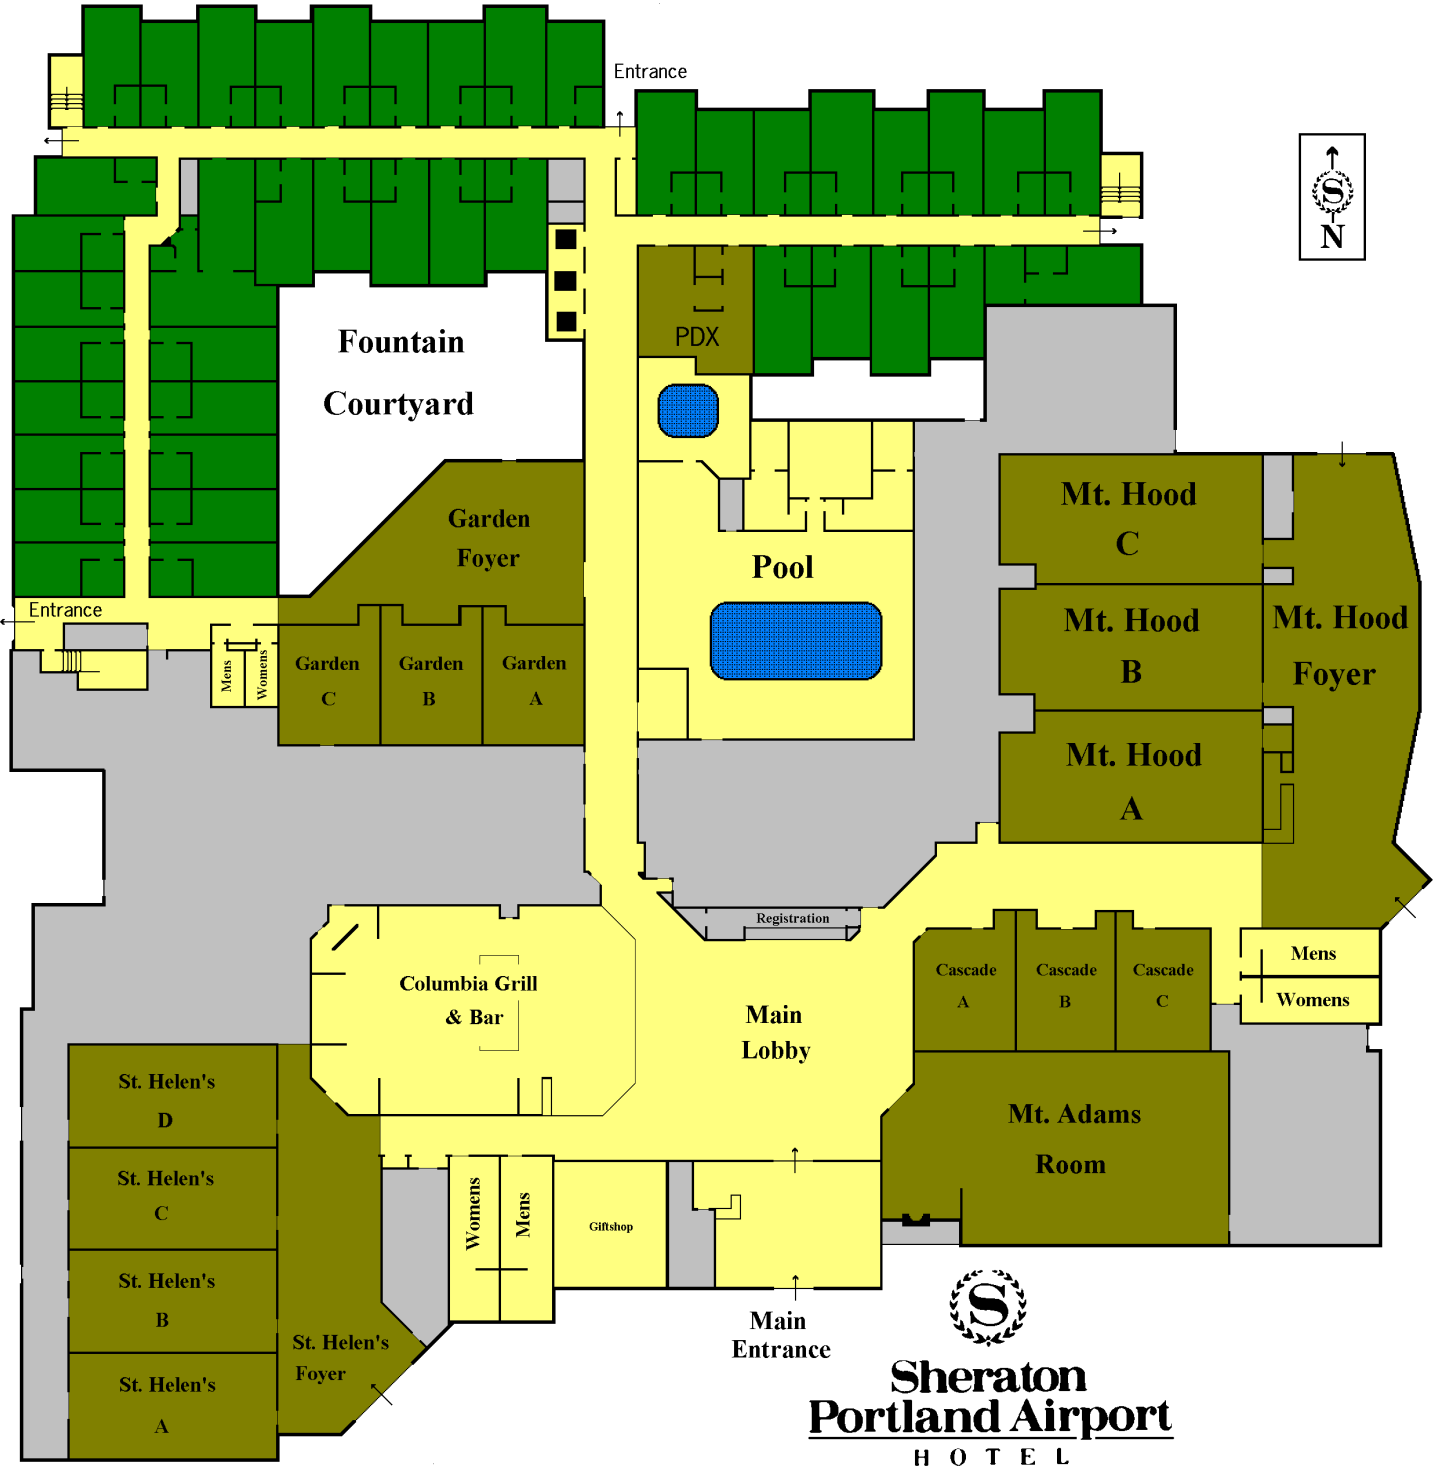 Entrance
S
N
Fountain
Courtyard
PDX
Garden
Foyer
Mt. Hood
C
Pool
Entrance
Mt. Hood
B
Mt. Hood
Foyer
Mens
Womens
Garden
C
Garden
B
Garden
A
Mt. Hood
A
Registration
Columbia Grill
& Bar
Main
Lobby
Cascade
A
Cascade
B
Cascade
C
Mens
Womens
St. Helen's
D
St. Helen's
C
St. Helen's
B
St. Helen's
A
St. Helen's
Foyer
Womens
Mens
Giftshop
Mt. Adams
Room
Main
Entrance
S
Sheraton
Portland Airport
HOTEL